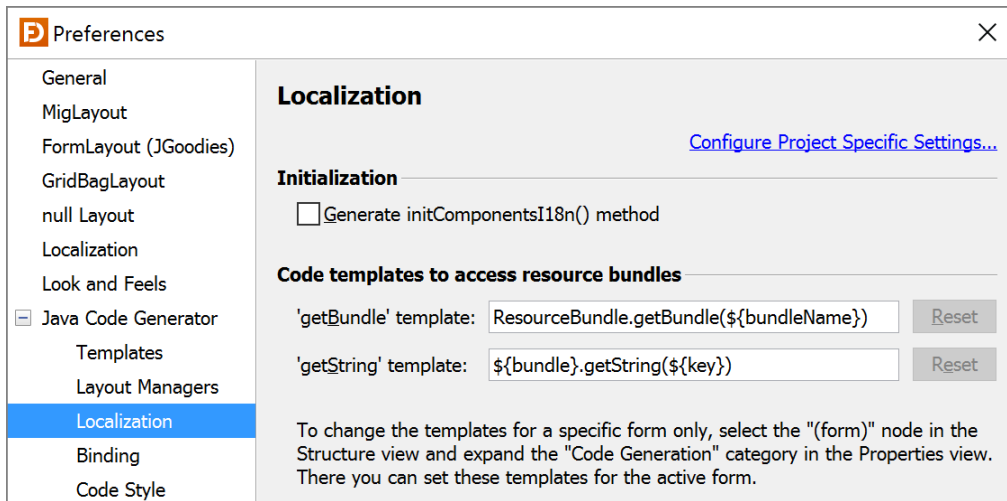 Preferences
General
MigLayout
FormLayout (JGoodies)
GridBagLayout
null Layout
Localization
Look and Feels
Java Code Generator
Templates
Layout Managers
Localization
Binding
Code Style
Localization
Configure Project Specific Settings...
Initialization
Generate initComponentsI18n() method
Code templates to access resource bundles
'getBundle' template: ResourceBundle.getBundle(${bundleName}) Reset
'getString' template: ${bundle}.getString(${key}) Reset
To change the templates for a specific form only, select the "(form)" node in the
Structure view and expand the "Code Generation" category in the Properties view.
There you can set these templates for the active form.